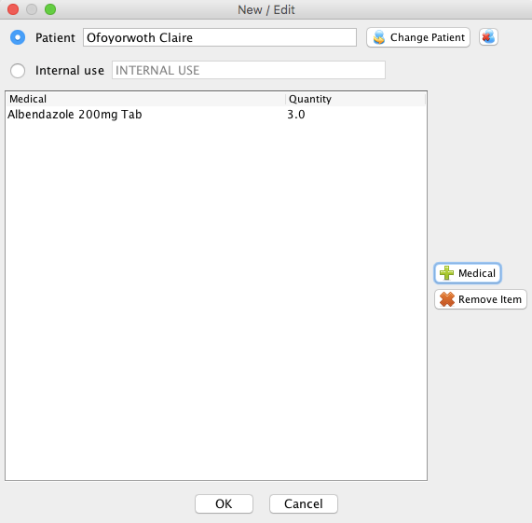 New / Edit
Patient Ofoyorwoth Claire Change Patient
Internal use INTERNAL USE
Medical Quantity
Albendazole 200mg Tab 3.0
Medical
Remove Item
OK Cancel